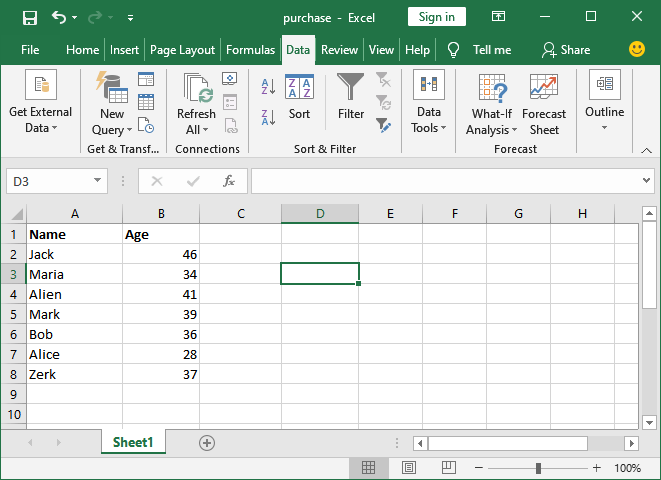 purchase - Excel
Sign in
File Home Insert Page Layout Formulas Data Review View Help Tell me Share
Get External Data
New Query
Refresh All
Sort
Filter
Data Tools
What-If Analysis
Forecast Sheet
Outline
Get & Transf...
Connections
Sort & Filter
Forecast
D3
fx
A B C D E F G H
1 Name Age
2 Jack 46
3 Maria 34
4 Alien 41
5 Mark 39
6 Bob 36
7 Alice 28
8 Zerk 37
9
10
Sheet1
100%